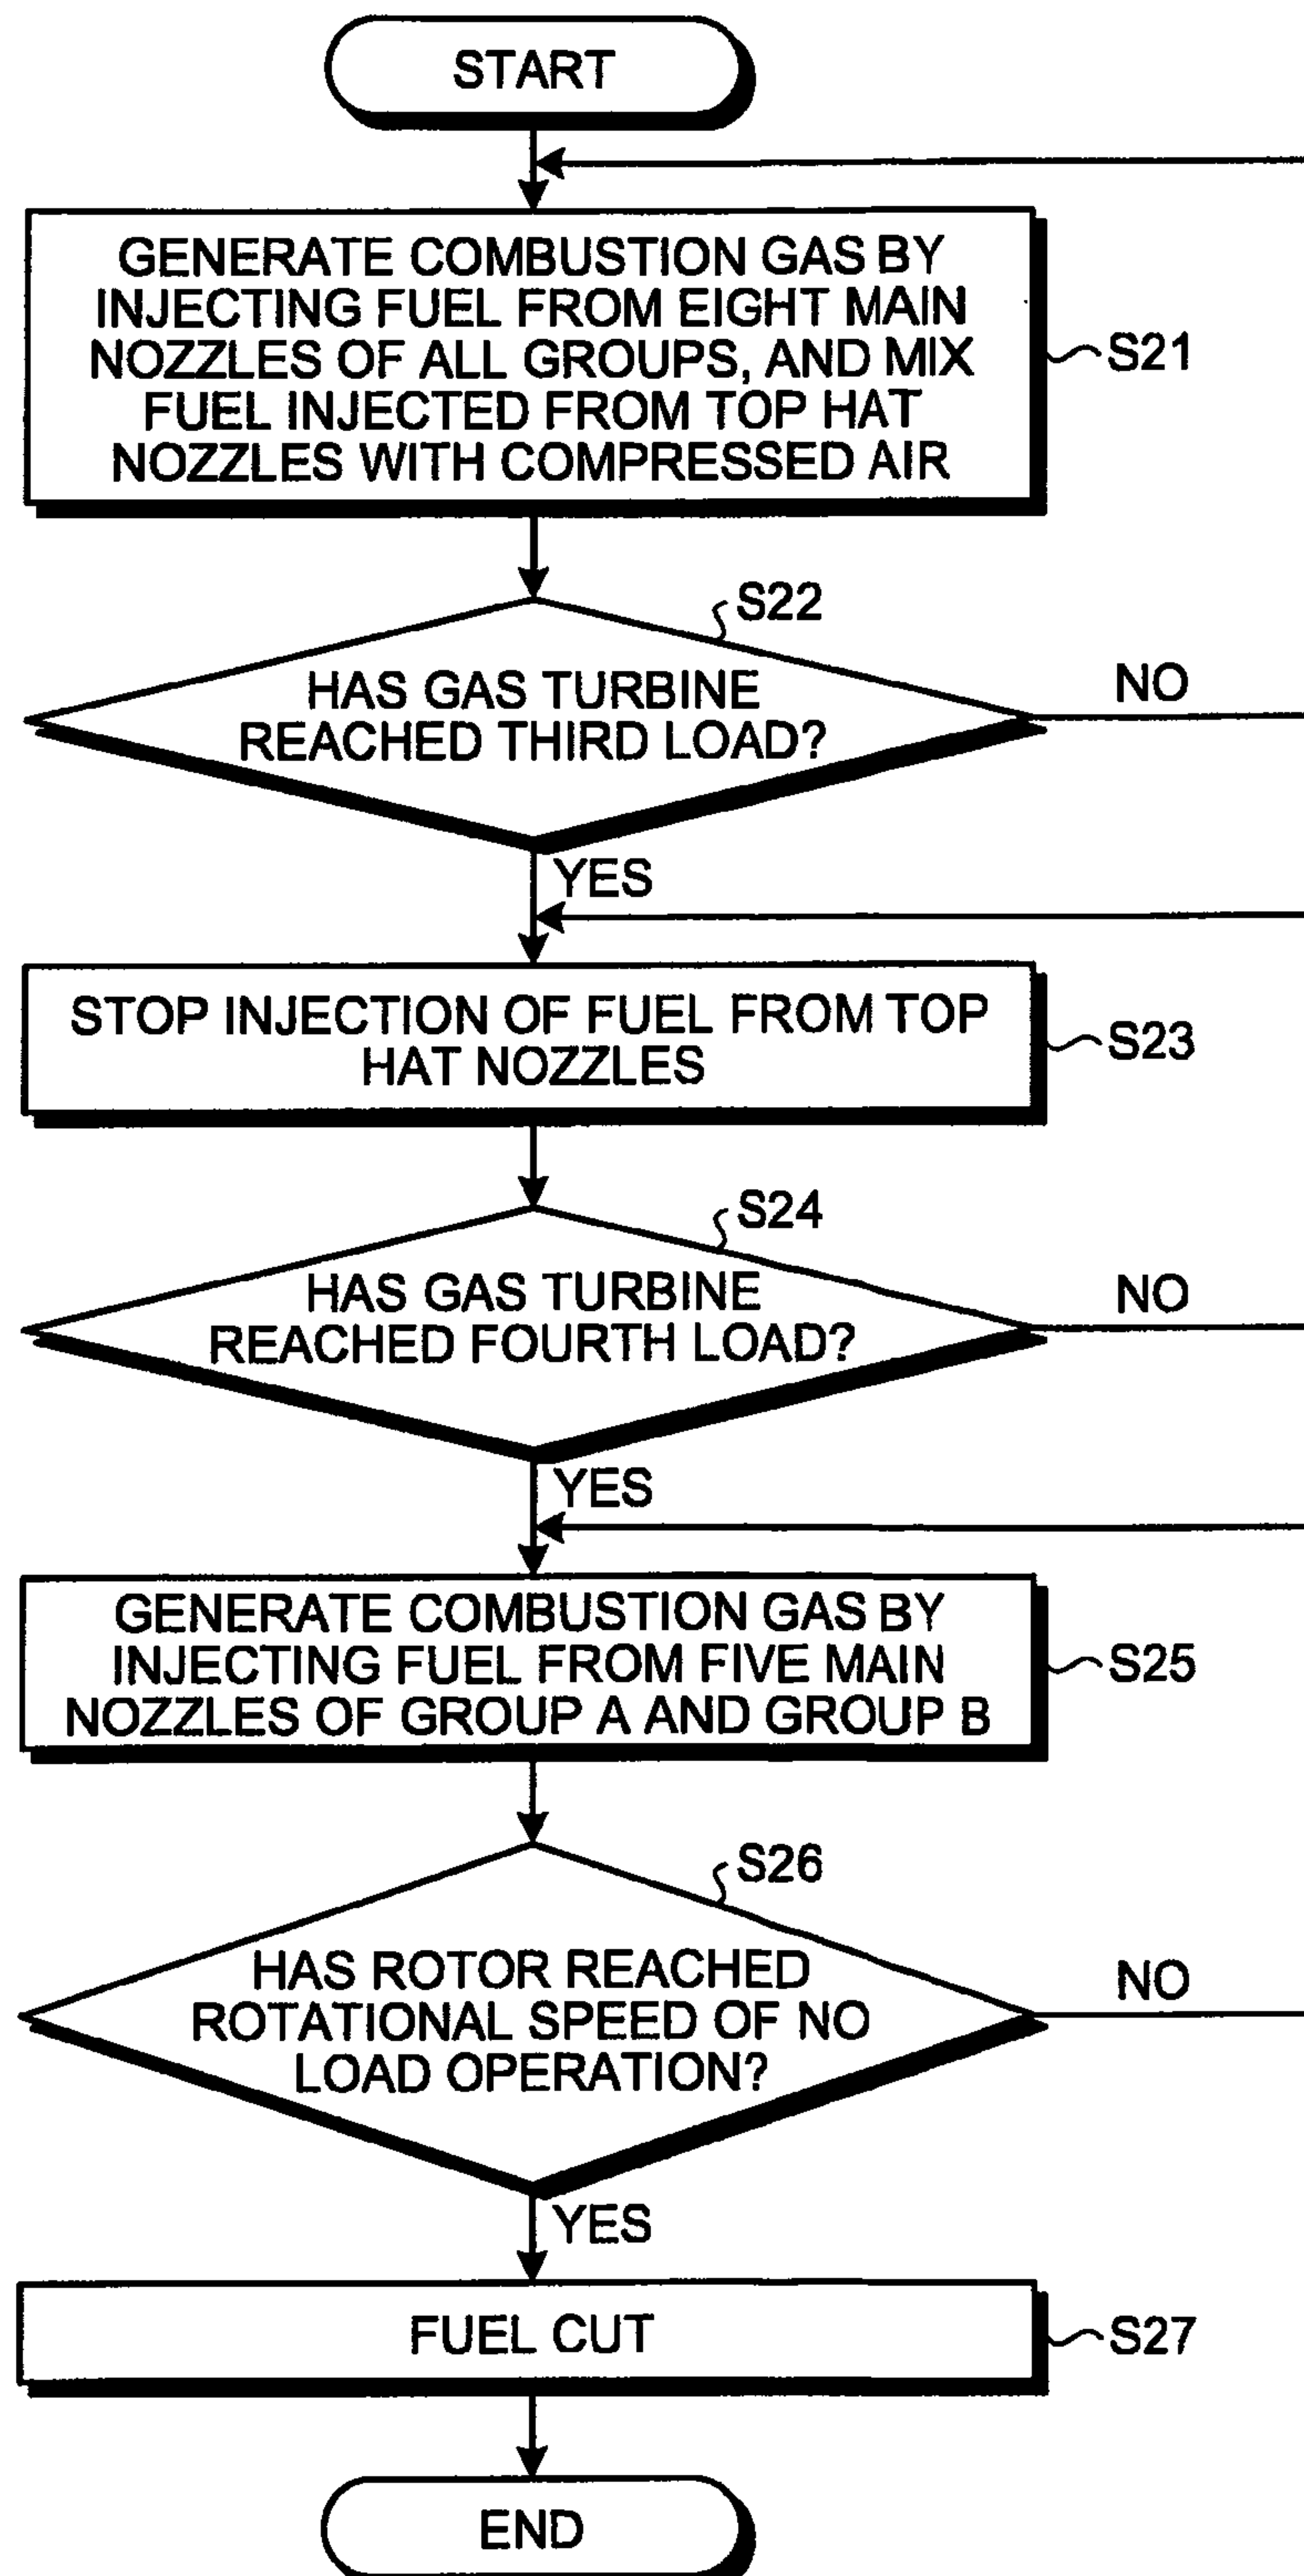 START
GENERATE COMBUSTION GAS BY
INJECTING FUEL FROM EIGHT MAIN
NOZZLES OF ALL GROUPS, AND MIX
FUEL INJECTED FROM TOP HAT
NOZZLES WITH COMPRESSED AIR
S21
S22
HAS GAS TURBINE
REACHED THIRD LOAD?
NO
YES
STOP INJECTION OF FUEL FROM TOP
HAT NOZZLES
S23
S24
HAS GAS TURBINE
REACHED FOURTH LOAD?
NO
YES
GENERATE COMBUSTION GAS BY
INJECTING FUEL FROM FIVE MAIN
NOZZLES OF GROUP A AND GROUP B
S25
S26
HAS ROTOR REACHED
ROTATIONAL SPEED OF NO
LOAD OPERATION?
NO
YES
FUEL CUT
S27
END